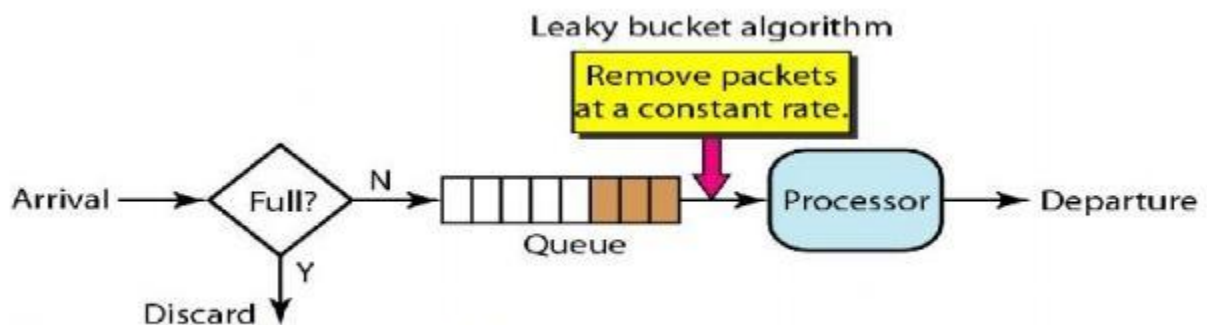 Leaky bucket algorithm
Remove packets
at a constant rate.
Arrival
Full?
N
Queue
Processor
Departure
Y
Discard